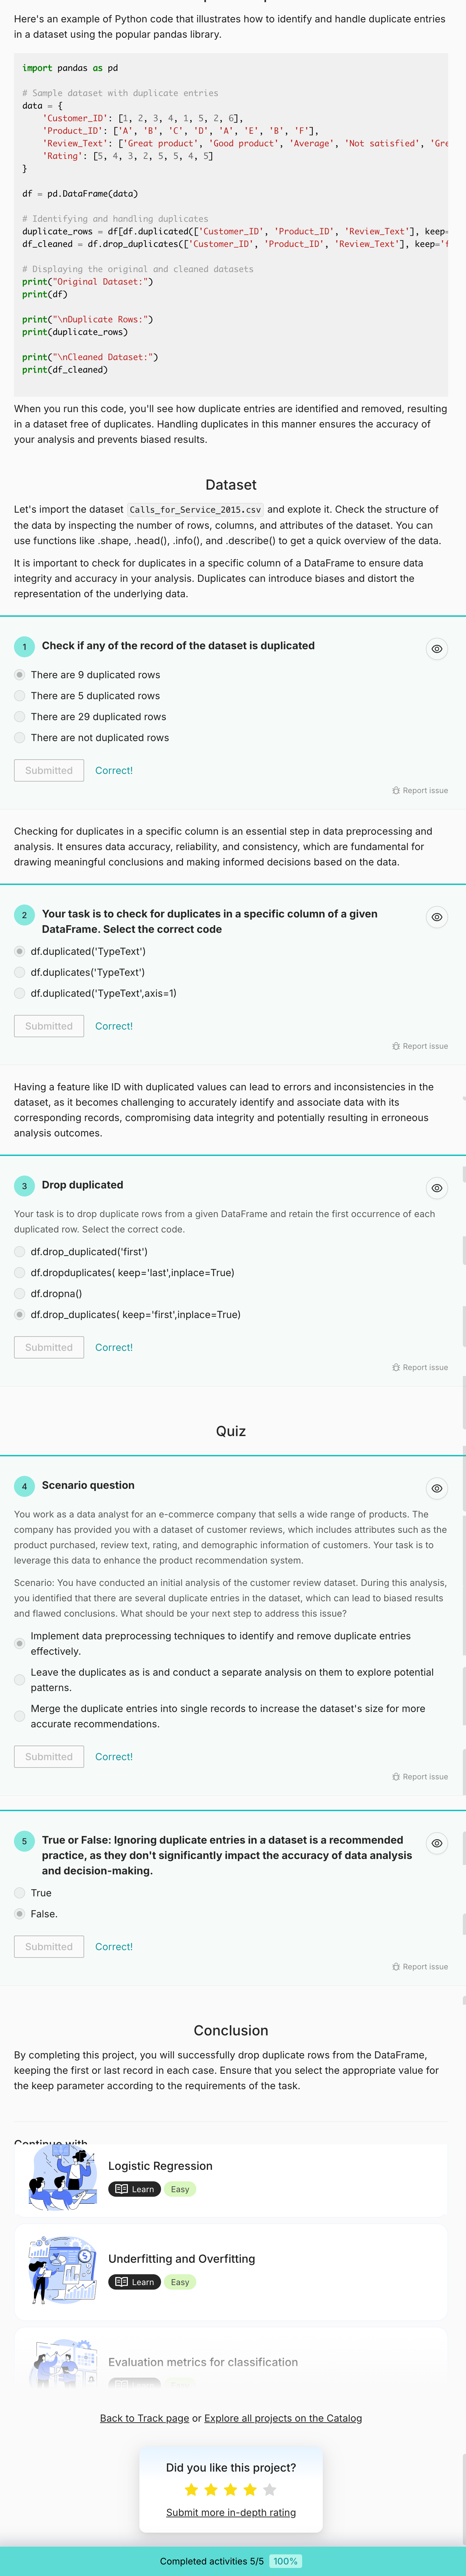 Here's an example of Python code that illustrates how to identify and handle duplicate entries
in a dataset using the popular pandas library.
import pandas as pd
# Sample dataset with duplicate entries
data = {
'Customer_ID': [1, 2, 3, 4, 1, 5, 2, 6],
'Product_ID': ['A', 'B', 'C', 'D', 'A', 'E', 'B', 'F'],
'Review_Text': ['Great product', 'Good product', 'Average', 'Not satisfied', 'Gre
'Rating': [5, 4, 3, 2, 5, 5, 4, 5]
}
df = pd.DataFrame(data)
# Identifying and handling duplicates
duplicate_rows = df[df.duplicated(['Customer_ID', 'Product_ID', 'Review_Text'], keep=
df_cleaned = df.drop_duplicates(['Customer_ID', 'Product_ID', 'Review_Text'], keep='f
# Displaying the original and cleaned datasets
print("Original Dataset:")
print(df)
print("\nDuplicate Rows:")
print(duplicate_rows)
print("\nCleaned Dataset:")
print(df_cleaned)
When you run this code, you'll see how duplicate entries are identified and removed, resulting
in a dataset free of duplicates. Handling duplicates in this manner ensures the accuracy of
your analysis and prevents biased results.
Dataset
Let's import the dataset Calls_for_Service_2015.csv and explote it. Check the structure of
the data by inspecting the number of rows, columns, and attributes of the dataset. You can
use functions like .shape, .head(), .info(), and .describe() to get a quick overview of the data.
It is important to check for duplicates in a specific column of a DataFrame to ensure data
integrity and accuracy in your analysis. Duplicates can introduce biases and distort the
representation of the underlying data.
1 Check if any of the record of the dataset is duplicated
There are 9 duplicated rows
There are 5 duplicated rows
There are 29 duplicated rows
There are not duplicated rows
Submitted Correct!
Report issue
Checking for duplicates in a specific column is an essential step in data preprocessing and
analysis. It ensures data accuracy, reliability, and consistency, which are fundamental for
drawing meaningful conclusions and making informed decisions based on the data.
2 Your task is to check for duplicates in a specific column of a given
DataFrame. Select the correct code
df.duplicated('TypeText')
df.duplicates('TypeText')
df.duplicated('TypeText',axis=1)
Submitted Correct!
Report issue
Having a feature like ID with duplicated values can lead to errors and inconsistencies in the
dataset, as it becomes challenging to accurately identify and associate data with its
corresponding records, compromising data integrity and potentially resulting in erroneous
analysis outcomes.
3 Drop duplicated
Your task is to drop duplicate rows from a given DataFrame and retain the first occurrence of each
duplicated row. Select the correct code.
df.drop_duplicated('first')
df.dropduplicates( keep='last',inplace=True)
df.dropna()
df.drop_duplicates( keep='first',inplace=True)
Submitted Correct!
Report issue
Quiz
4 Scenario question
You work as a data analyst for an e-commerce company that sells a wide range of products. The
company has provided you with a dataset of customer reviews, which includes attributes such as the
product purchased, review text, rating, and demographic information of customers. Your task is to
leverage this data to enhance the product recommendation system.
Scenario: You have conducted an initial analysis of the customer review dataset. During this analysis,
you identified that there are several duplicate entries in the dataset, which can lead to biased results
and flawed conclusions. What should be your next step to address this issue?
Implement data preprocessing techniques to identify and remove duplicate entries
effectively.
Leave the duplicates as is and conduct a separate analysis on them to explore potential
patterns.
Merge the duplicate entries into single records to increase the dataset's size for more
accurate recommendations.
Submitted Correct!
Report issue
5 True or False: Ignoring duplicate entries in a dataset is a recommended
practice, as they don't significantly impact the accuracy of data analysis
and decision-making.
True
False.
Submitted Correct!
Report issue
Conclusion
By completing this project, you will successfully drop duplicate rows from the DataFrame,
keeping the first or last record in each case. Ensure that you select the appropriate value for
the keep parameter according to the requirements of the task.
Continue with
Logistic Regression
Learn Easy
Underfitting and Overfitting
Learn Easy
Evaluation metrics for classification
Back to Track page or Explore all projects on the Catalog
Did you like this project?
Submit more in-depth rating
Completed activities 5/5 100%